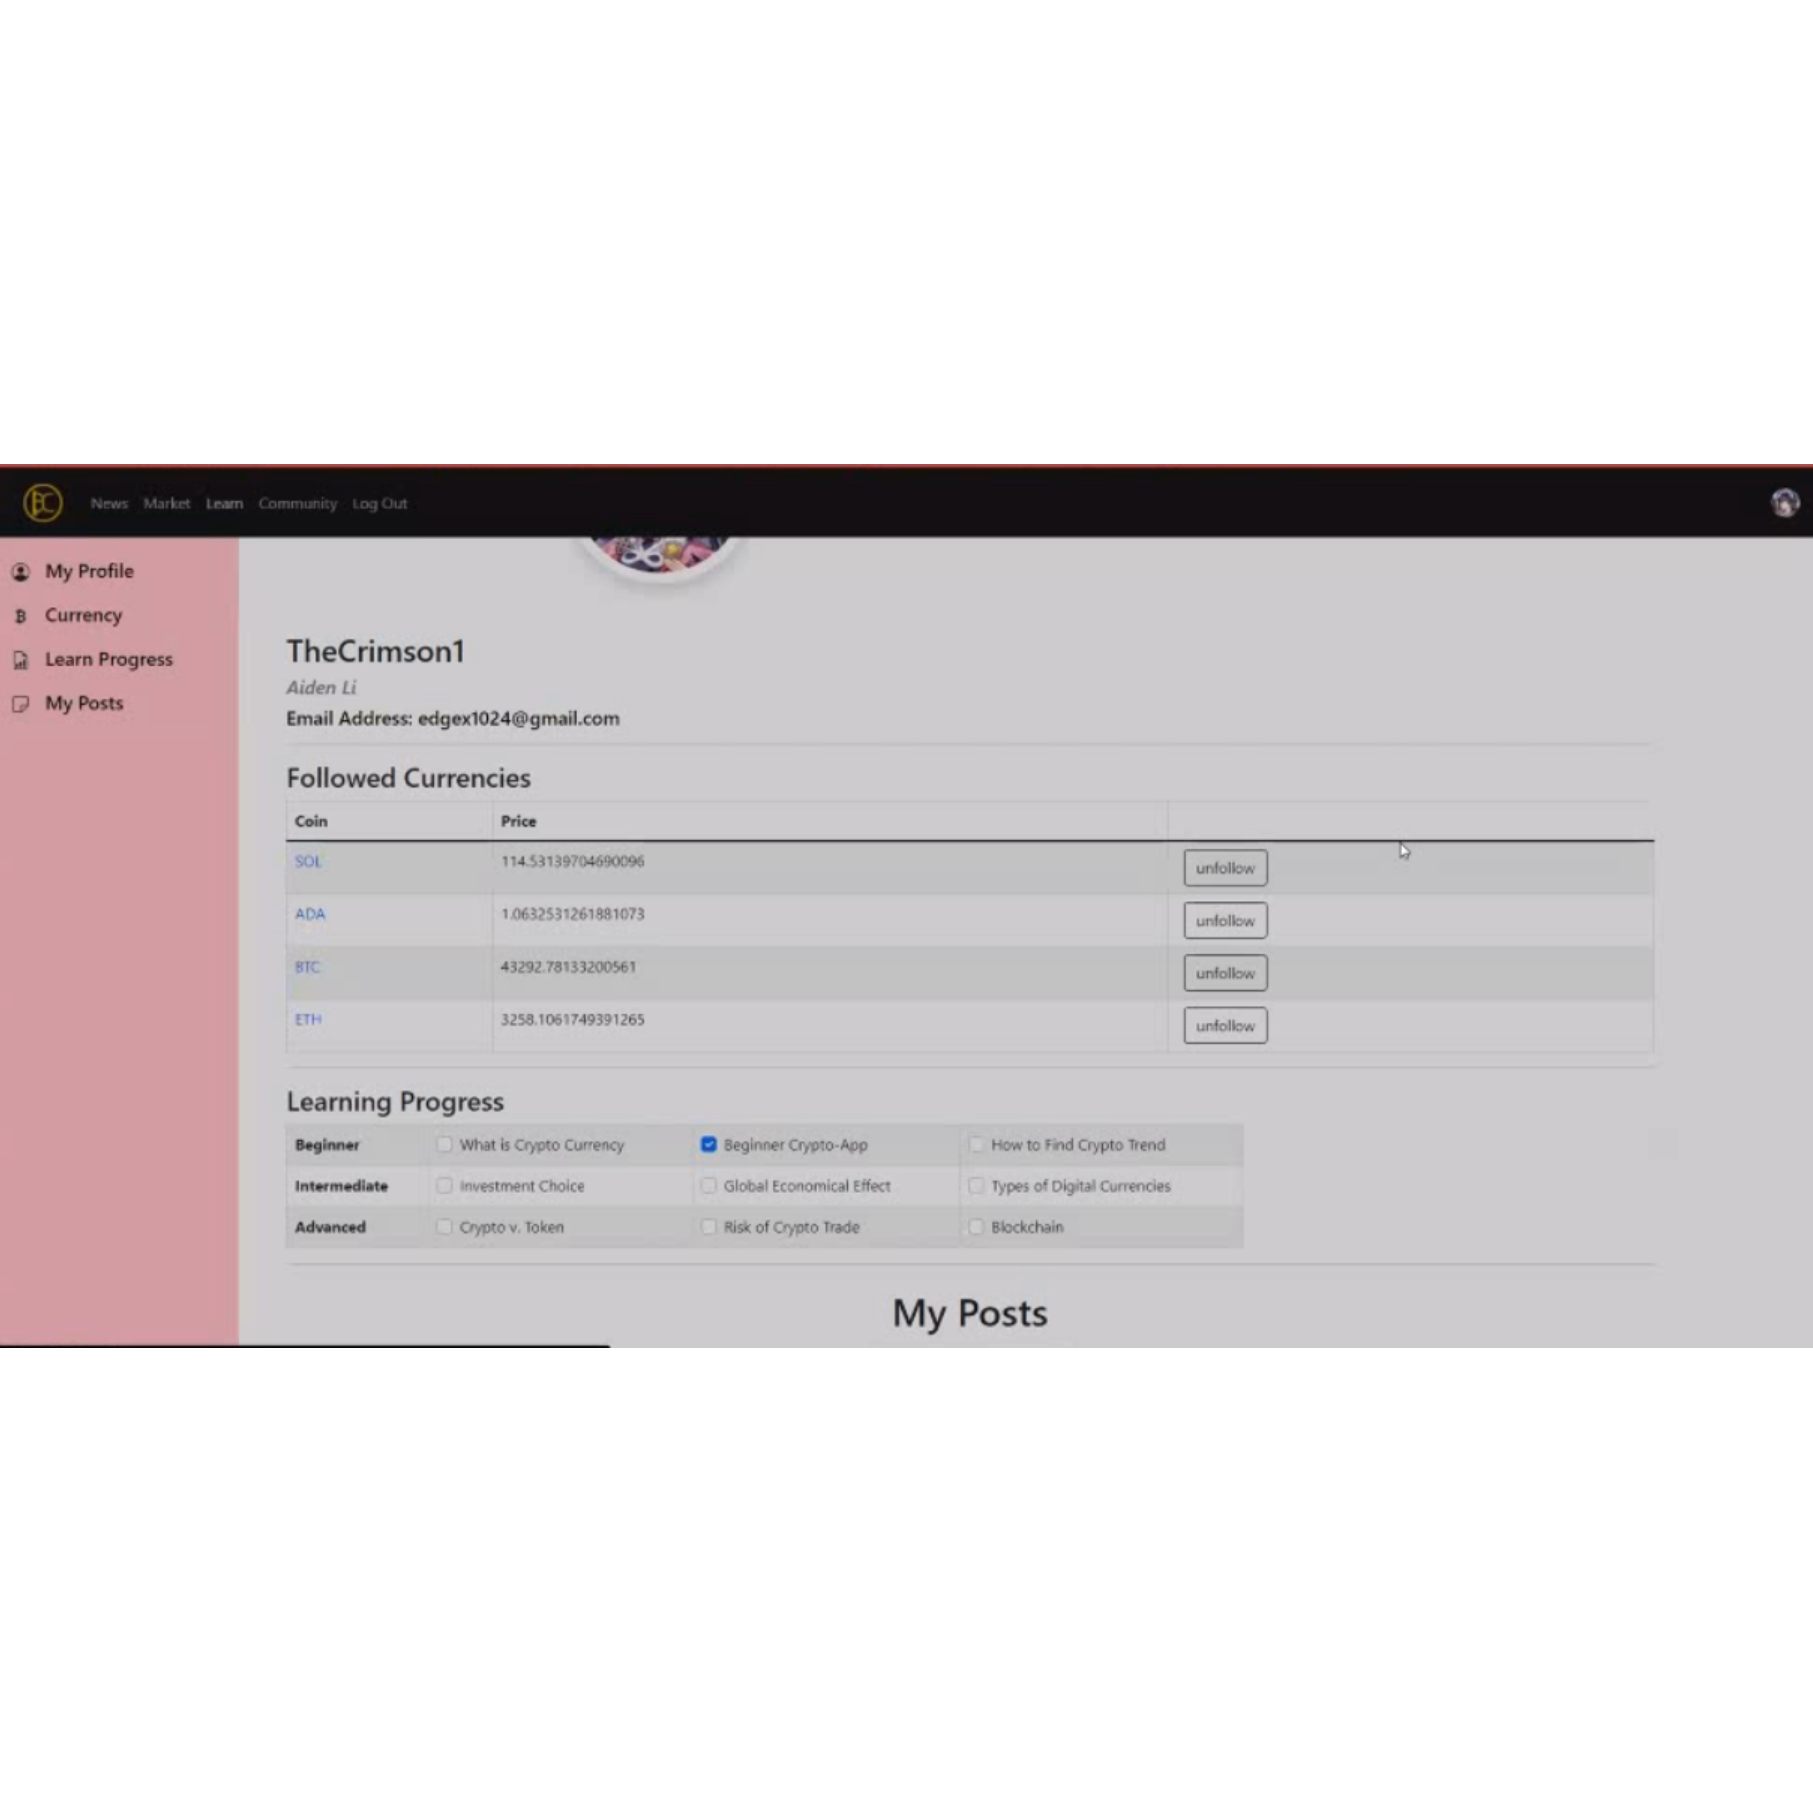 News Market Learn Community Log Out
My Profile
Currency
Learn Progress
My Posts
TheCrimson1
Aiden Li
Email Address: edgex1024@gmail.com
Followed Currencies
Coin Price
SOL 114.53139704690096 unfollow
ADA 1.0632531261881073 unfollow
BTC 43292.78133200561 unfollow
ETH 3258.1061749391265 unfollow
Learning Progress
Beginner What is Crypto Currency Beginner Crypto-App How to Find Crypto Trend
Intermediate Investment Choice Global Economical Effect Types of Digital Currencies
Advanced Crypto v. Token Risk of Crypto Trade Blockchain
My Posts